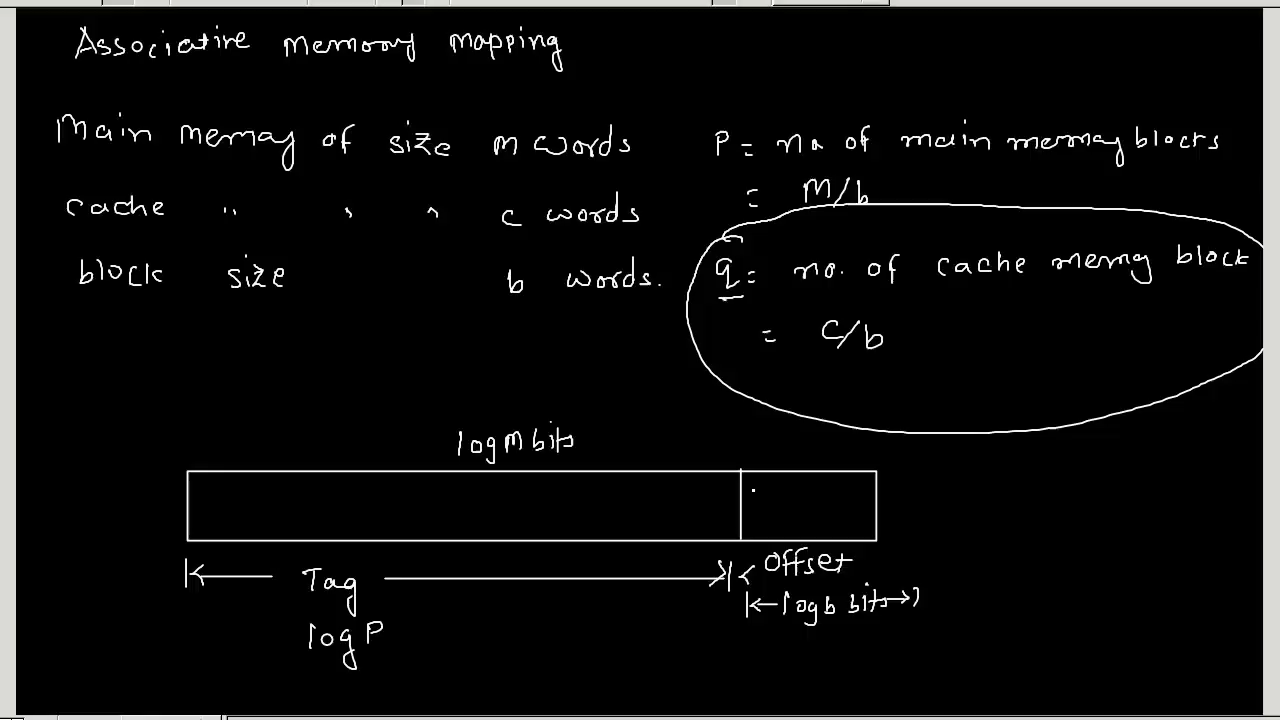 Associative memory mapping
Main memory of size m words
cache " " " c words
block size b words.
P = no. of main memory blocks
= M/b
q = no. of cache memry block
= C/b
log m bits
Tag
log P
offset
log b bits